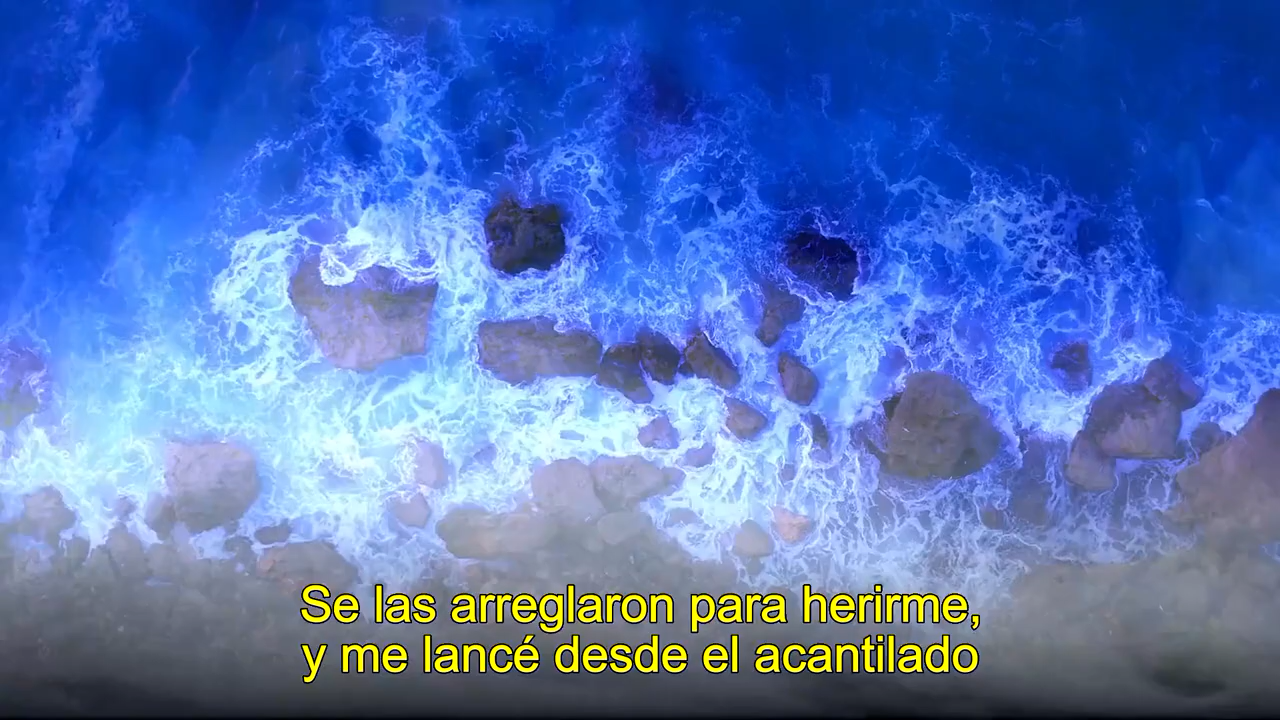 Se las arreglaron para herirme,
y me lancé desde el acantilado